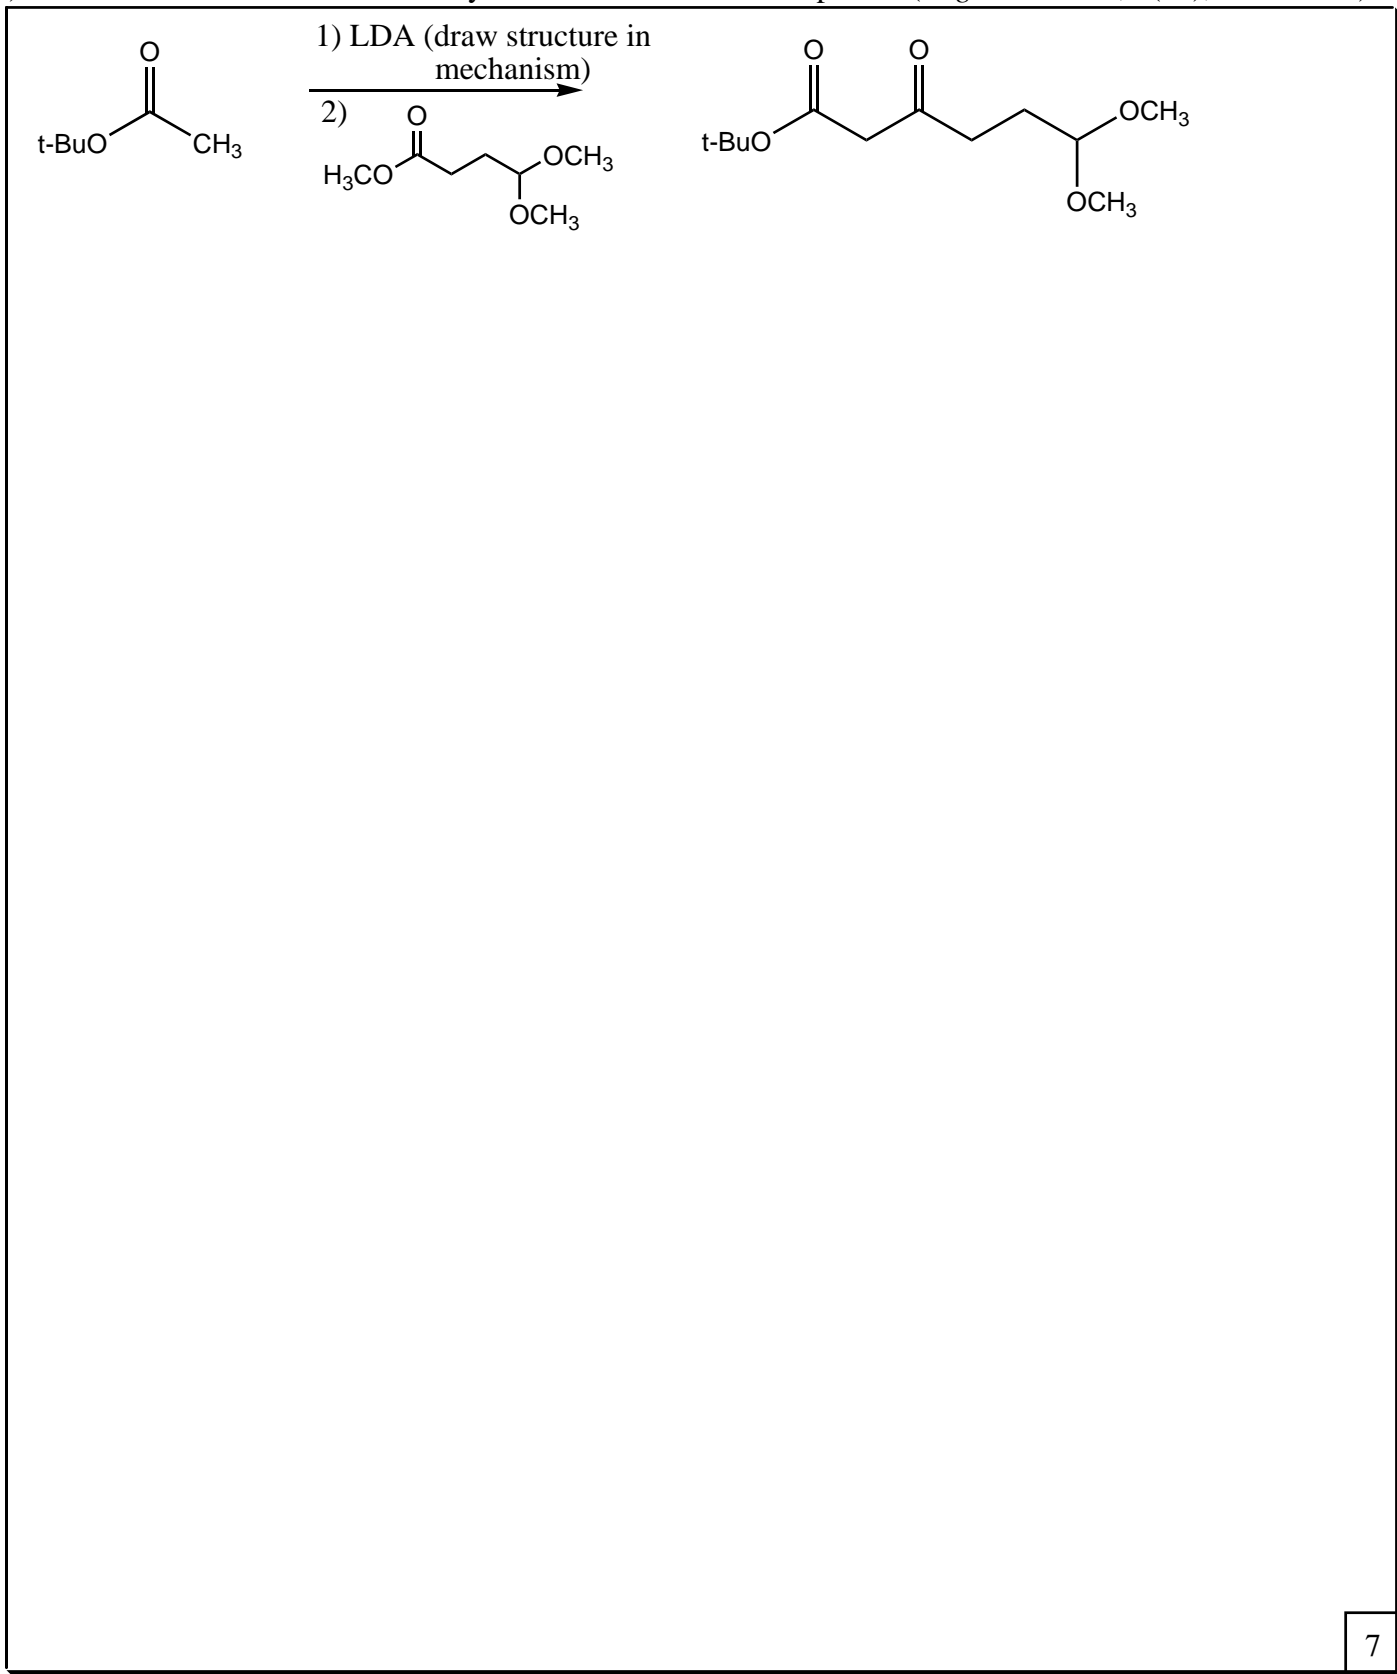 1) LDA (draw structure in
mechanism)
2)
O
t-BuO
CH3
O
H3CO
OCH3
OCH3
O
O
t-BuO
OCH3
OCH3
7